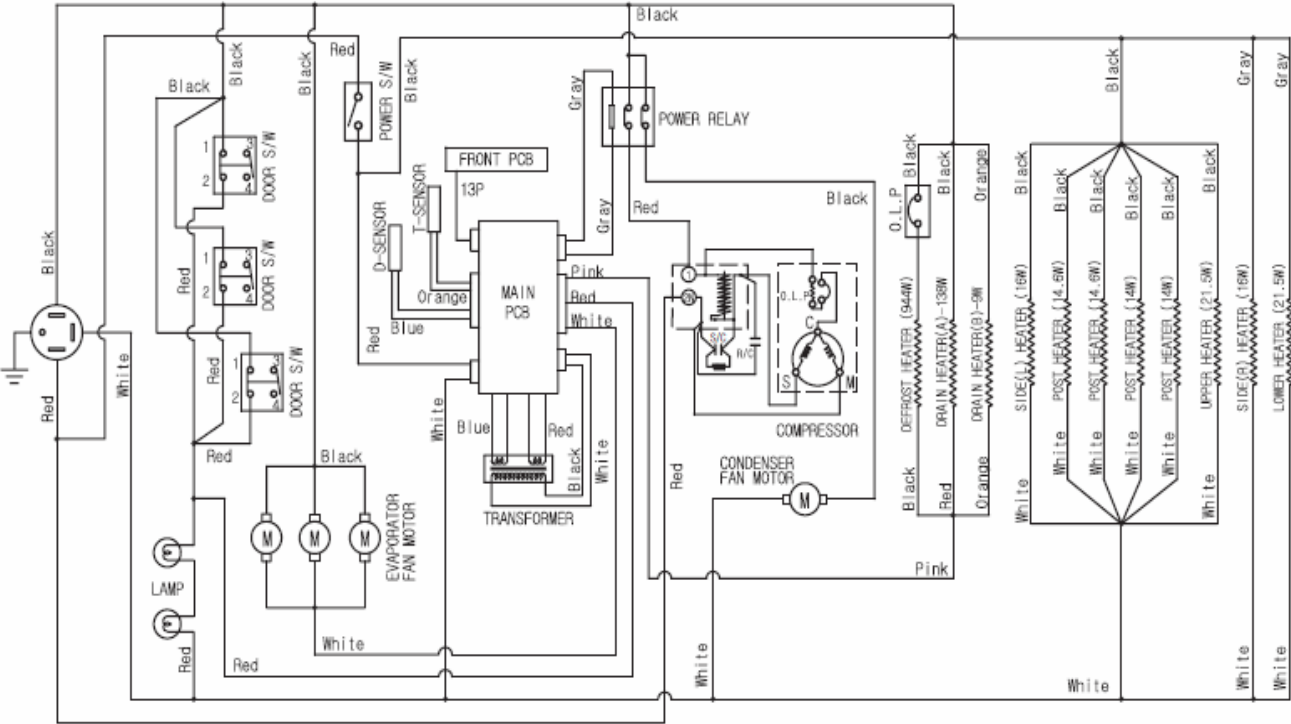 Black
Red
Black
Black
Black
Black
POWER S/W
Black
1
3
2
4
DOOR S/W
FRONT PCB
13P
Gray
POWER RELAY
Gray
Red
Black
Black
Gray
Gray
Black
Black
Orange
O.L.P
Black
Black
Black
Black
Black
Black
Black
Red
1
3
2
4
DOOR S/W
D-SENSOR
T-SENSOR
Orange
Blue
MAIN
PCB
Pink
Red
White
1
2N
O.L.P
C
S/C
R/C
S
M
COMPRESSOR
DEFROST HEATER (944W)
DRAIN HEATER(A)-138W
DRAIN HEATER(B)-9W
SIDE(L) HEATER (16W)
POST HEATER (14.6W)
POST HEATER (14.6W)
POST HEATER (14W)
POST HEATER (14W)
UPPER HEATER (21.5W)
SIDE(R) HEATER (16W)
LOWER HEATER (21.5W)
Red
White
Red
1
3
2
4
DOOR S/W
Red
Red
White
Blue
Red
Black
White
TRANSFORMER
Red
CONDENSER
FAN MOTOR
M
Black
Red
Orange
White
White
White
White
White
White
Black
M
M
M
EVAPORATOR
FAN MOTOR
LAMP
Red
Red
White
Pink
White
White
White
White